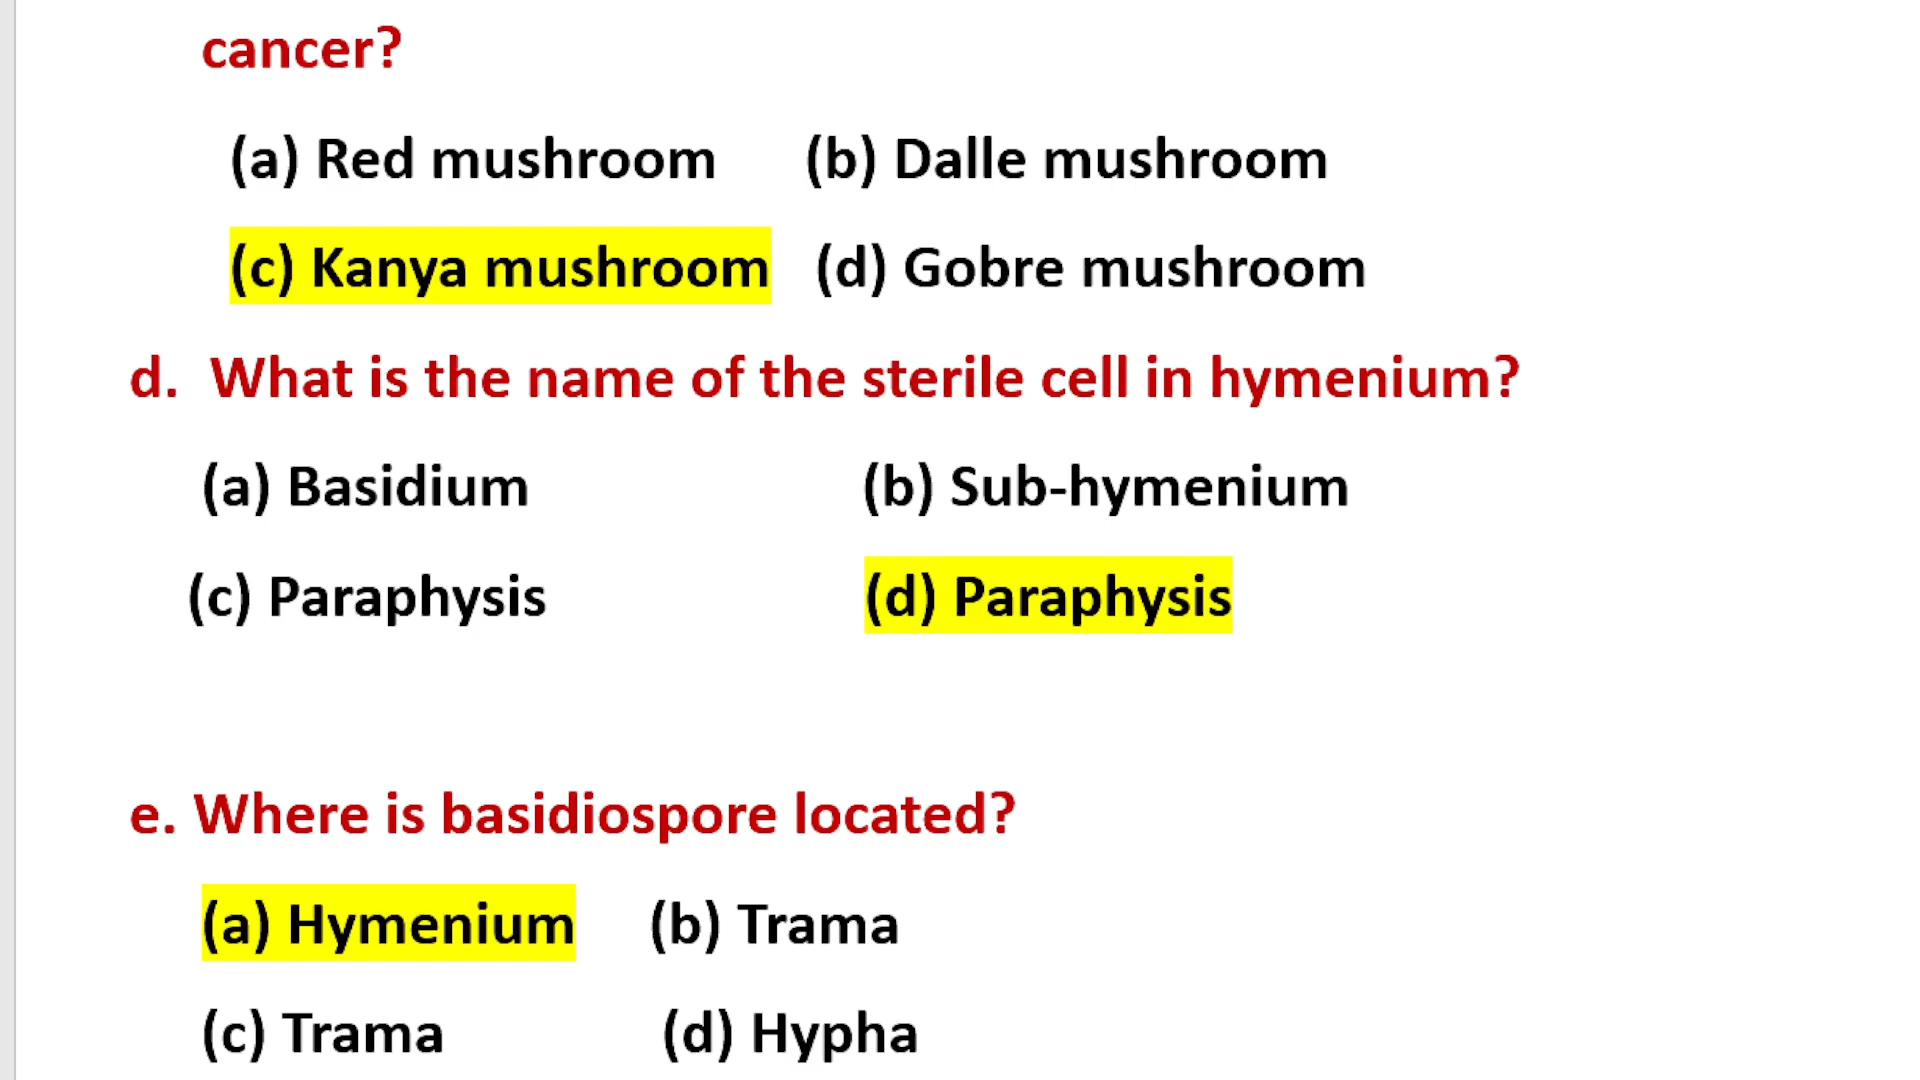 cancer?
(a) Red mushroom (b) Dalle mushroom
(c) Kanya mushroom (d) Gobre mushroom
d. What is the name of the sterile cell in hymenium?
(a) Basidium (b) Sub-hymenium
(c) Paraphysis (d) Paraphysis
e. Where is basidiospore located?
(a) Hymenium (b) Trama
(c) Trama (d) Hypha